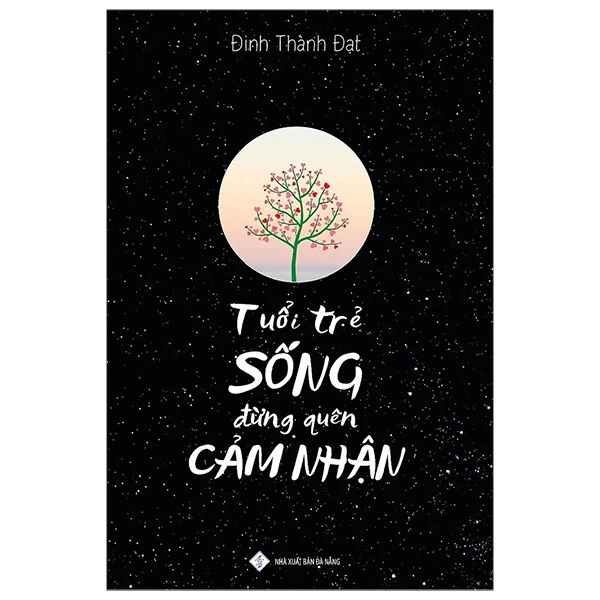 Đinh Thành Đạt
Tuổi trẻ
SỐNG
đừng quên
CẢM NHẬN
NHÀ XUẤT BẢN ĐÀ NẴNG